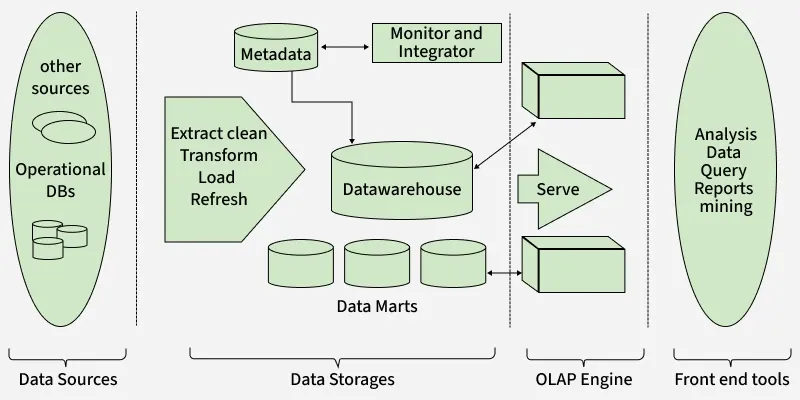 other
sources
Operational
DBs
Data Sources
Metadata
Monitor and
Integrator
Extract clean
Transform
Load
Refresh
Datawarehouse
Data Marts
Data Storages
Serve
OLAP Engine
Analysis
Data
Query
Reports
mining
Front end tools